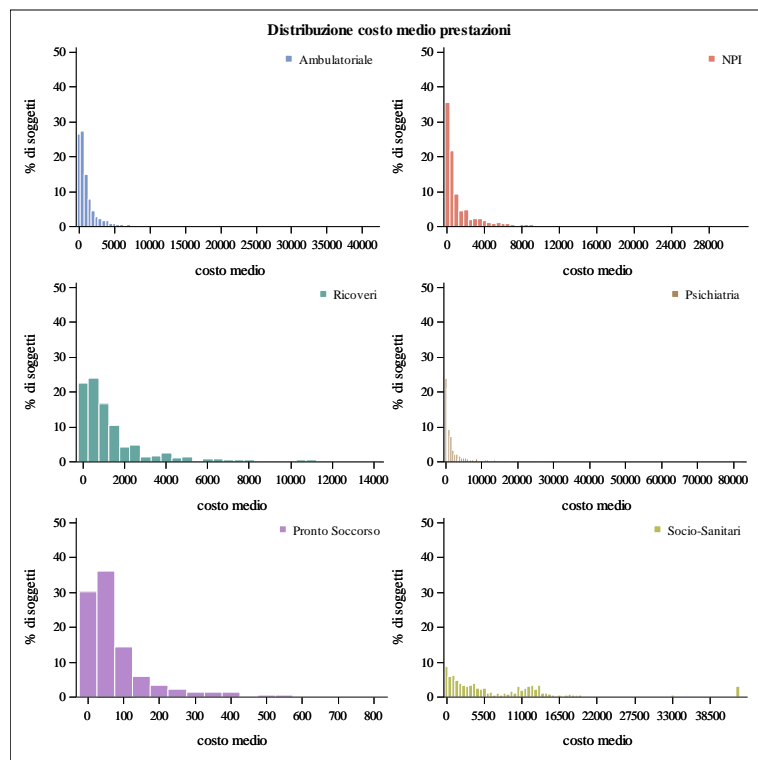 Distribuzione costo medio prestazioni
Ambulatoriale
% di soggetti
50
40
30
20
10
0
0 5000 10000 15000 20000 25000 30000 35000 40000
costo medio
NPI
% di soggetti
50
40
30
20
10
0
0 4000 8000 12000 16000 20000 24000 28000
costo medio
Ricoveri
% di soggetti
50
40
30
20
10
0
0 2000 4000 6000 8000 10000 12000 14000
costo medio
Psichiatria
% di soggetti
50
40
30
20
10
0
0 10000 20000 30000 40000 50000 60000 70000 80000
costo medio
Pronto Soccorso
% di soggetti
50
40
30
20
10
0
0 100 200 300 400 500 600 700 800
costo medio
Socio-Sanitari
% di soggetti
50
40
30
20
10
0
0 5500 11000 16500 22000 27500 33000 38500
costo medio